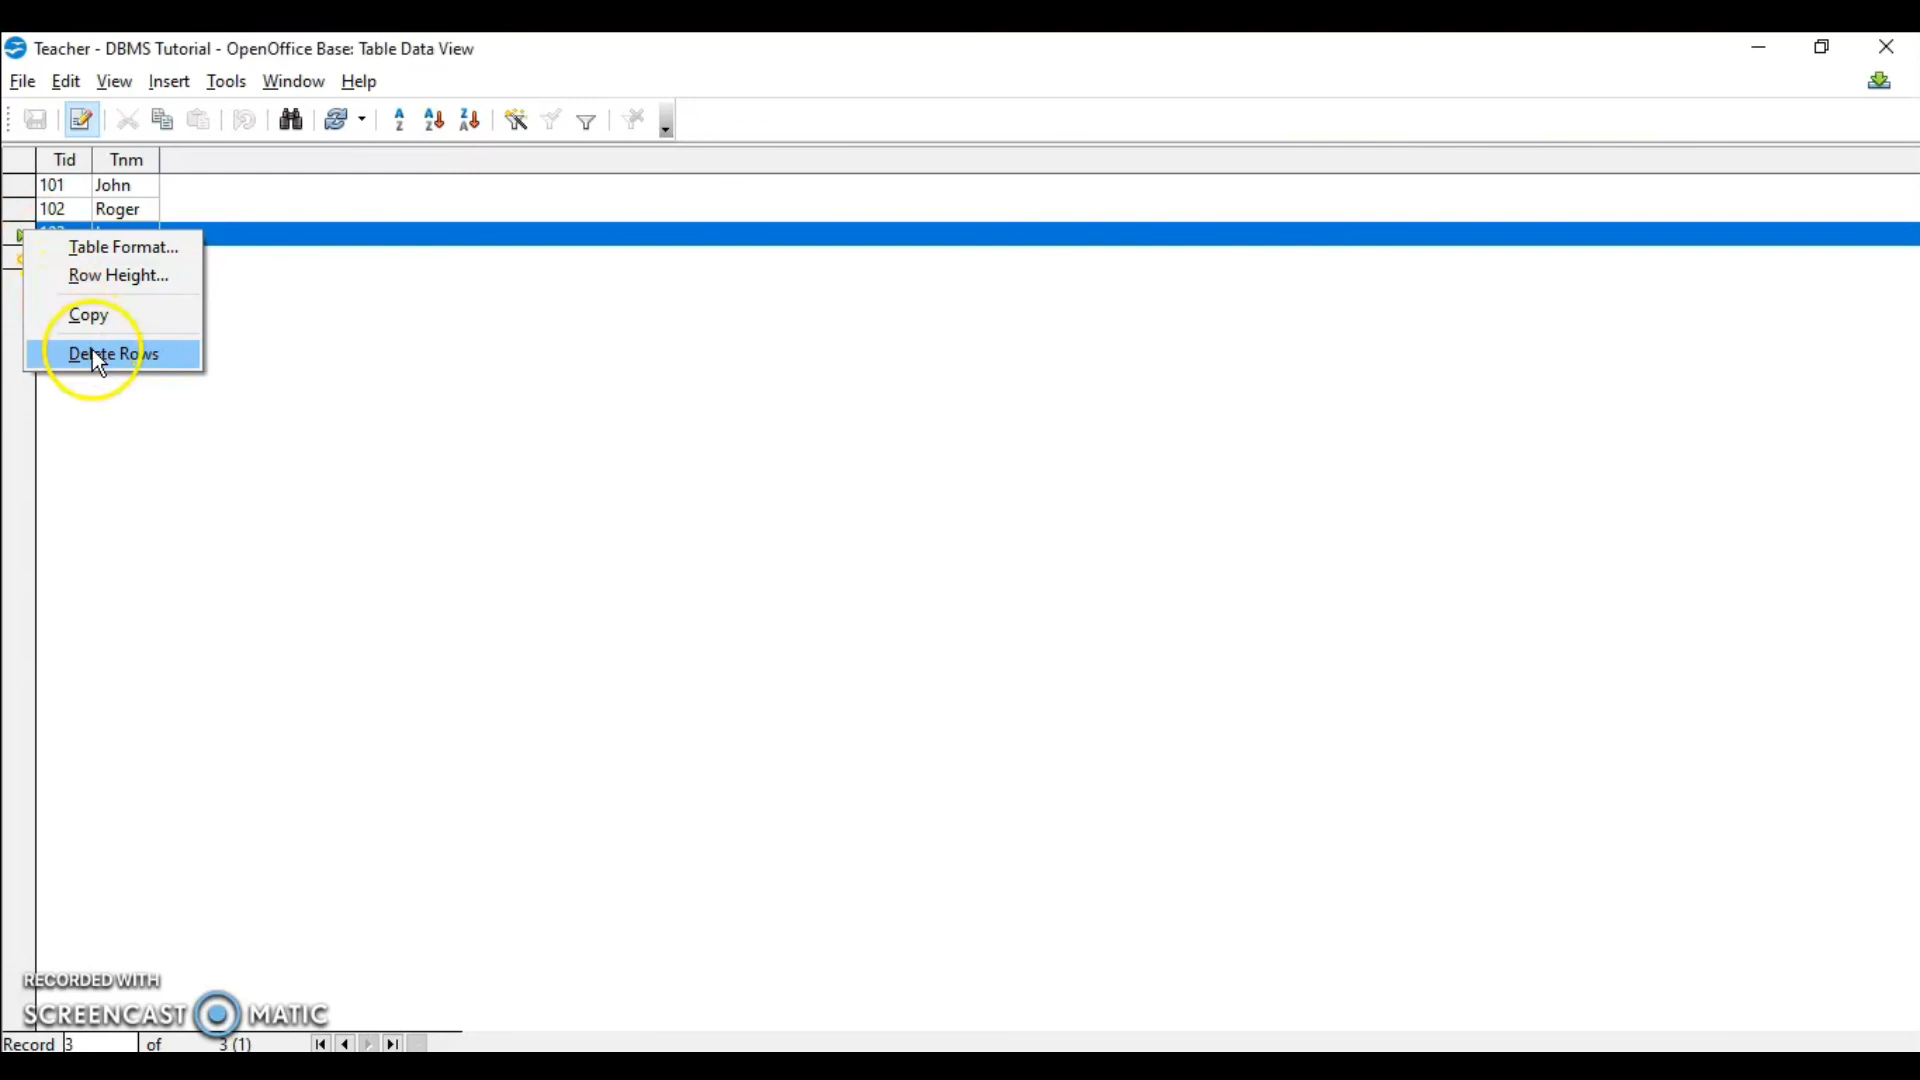 Teacher - DBMS Tutorial - OpenOffice Base: Table Data View
File Edit View Insert Tools Window Help
Tid Tnm
101 John
102 Roger
Table Format...
Row Height...
Copy
Delete Rows
RECORDED WITH
SCREENCAST MATIC
Record 3 of 3 (1)